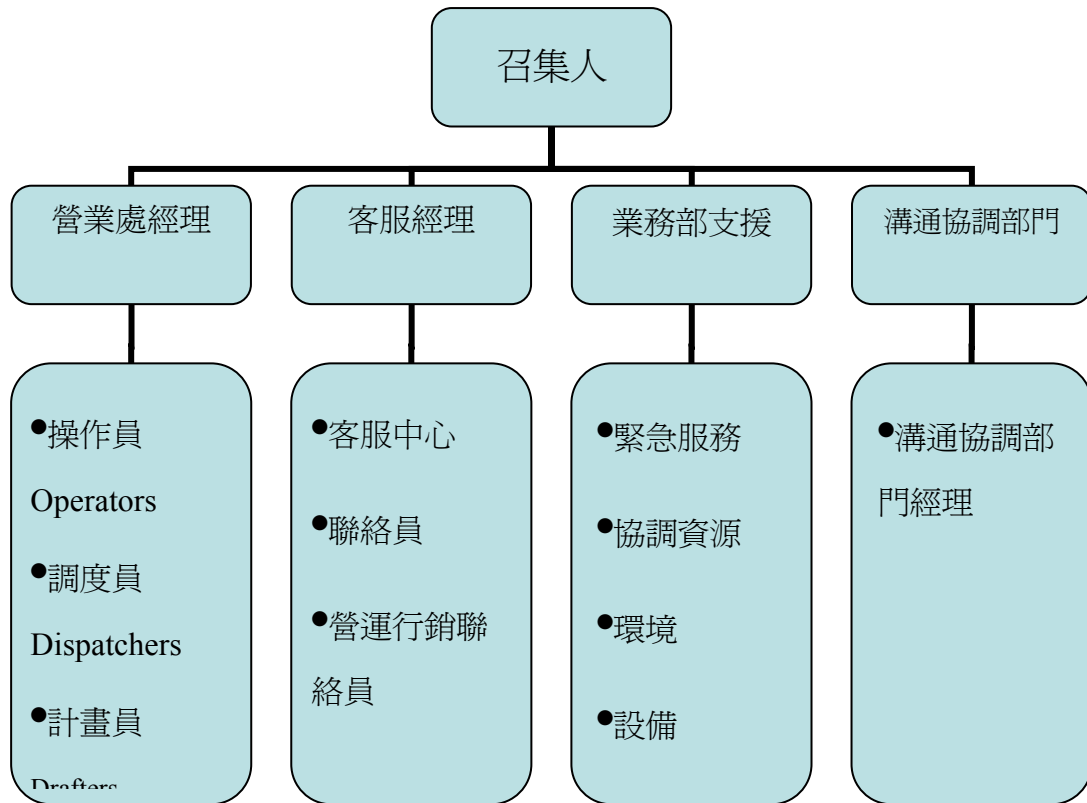 召集人
營業處經理
客服經理
業務部支援
溝通協調部門
●操作員
Operators
●調度員
Dispatchers
●計畫員
Drafters
●客服中心
●聯絡員
●營運行銷聯
絡員
●緊急服務
●協調資源
●環境
●設備
●溝通協調部
門經理